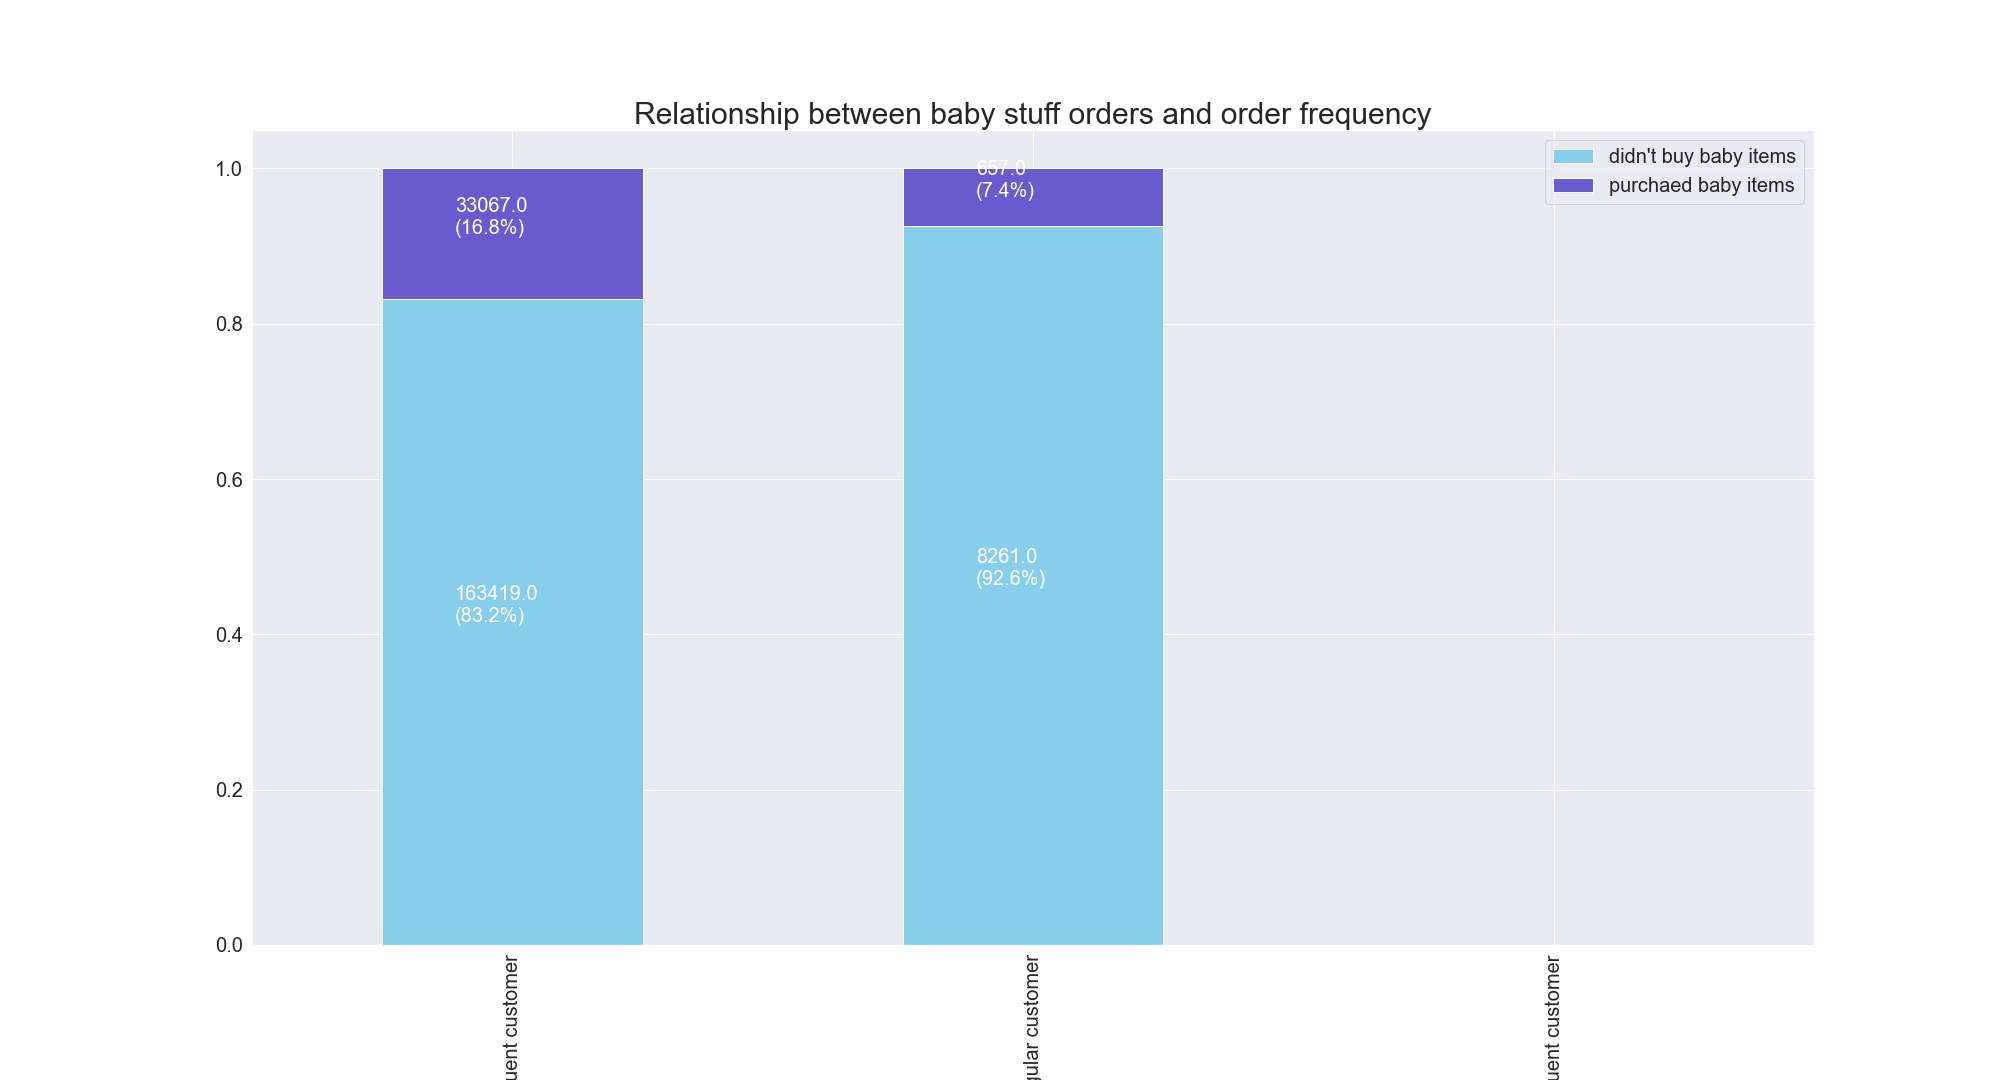 Relationship between baby stuff orders and order frequency
didn't buy baby items
purchaed baby items
1.0
0.8
0.6
0.4
0.2
0.0
33067.0
(16.8%)
163419.0
(83.2%)
657.0
(7.4%)
8261.0
(92.6%)
uent customer
gular customer
uent customer